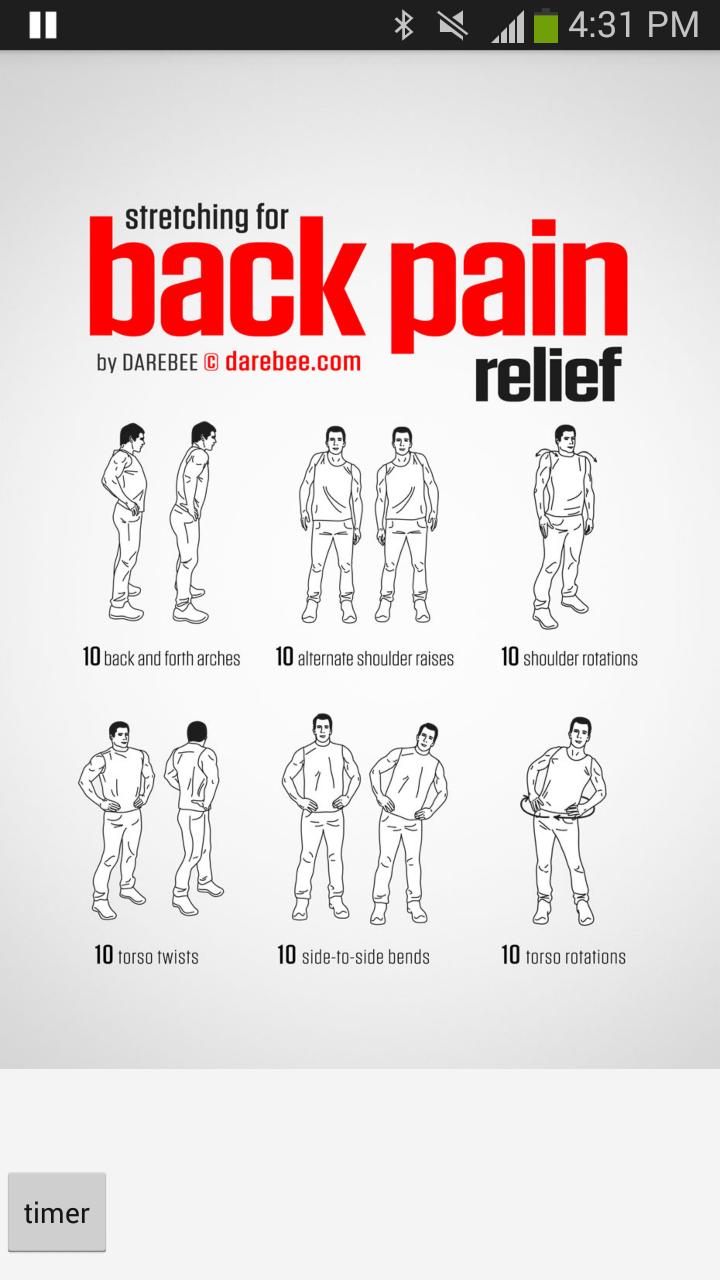 4:31 PM
stretching for
back pain
by DAREBEE © darebee.com
relief
10 back and forth arches
10 alternate shoulder raises
10 shoulder rotations
10 torso twists
10 side-to-side bends
10 torso rotations
timer